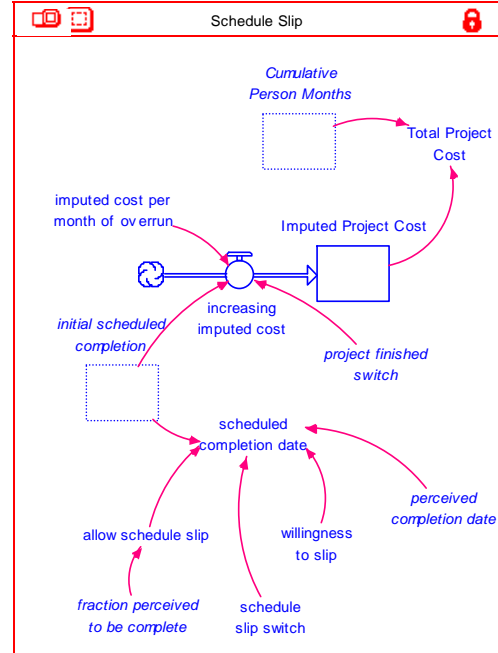 Schedule Slip
Cumulative
Person Months
Total Project
Cost
imputed cost per
month of overrun
Imputed Project Cost
increasing
imputed cost
initial scheduled
completion
project finished
switch
scheduled
completion date
perceived
completion date
allow schedule slip
willingness
to slip
fraction perceived
to be complete
schedule
slip switch